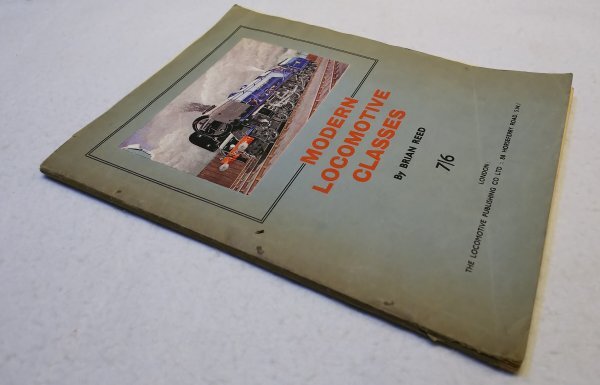 MODERN
LOCOMOTIVE
CLASSES
By BRIAN REED
7/6
LONDON:
THE LOCOMOTIVE PUBLISHING CO LTD : 88 HORSEFERRY ROAD, S.W.1